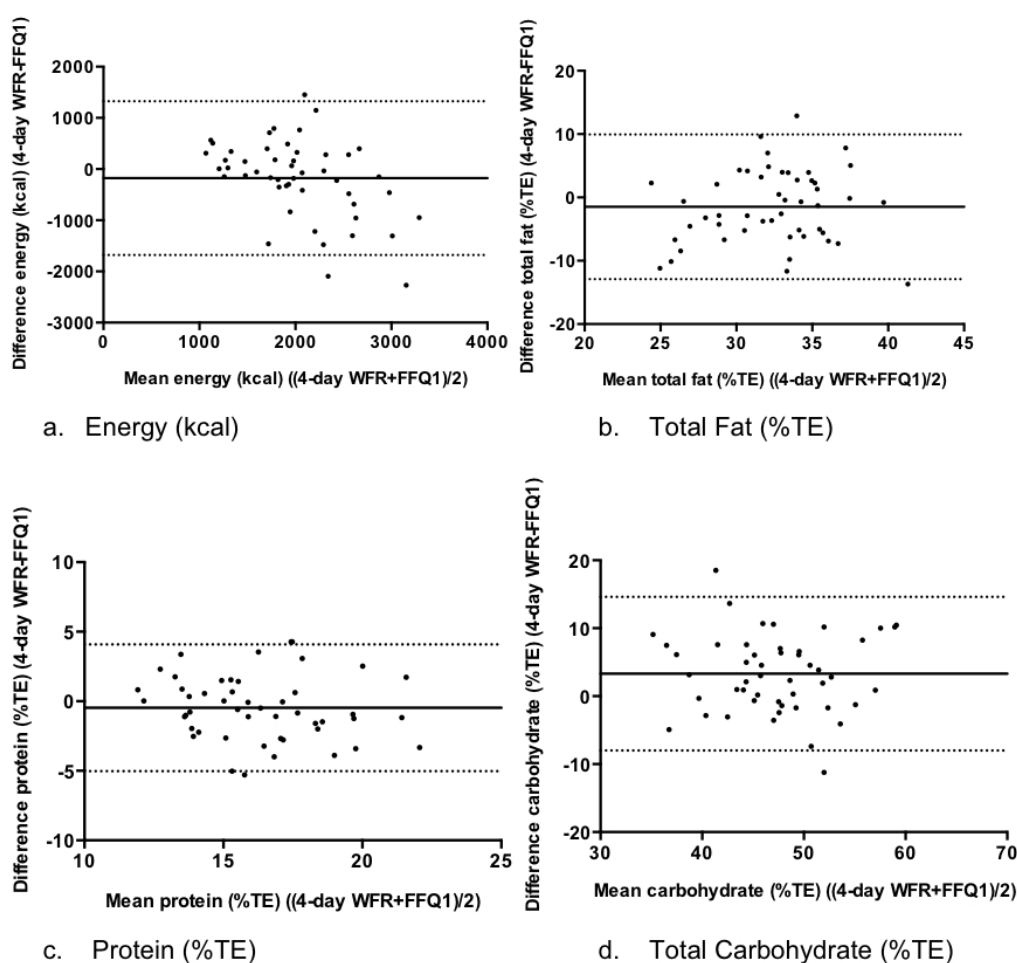 Difference energy (kcal) (4-day WFR-FFQ1)
2000
1000
0
-1000
-2000
-3000
0 1000 2000 3000 4000
Mean energy (kcal) ((4-day WFR+FFQ1)/2)
a. Energy (kcal)
Difference total fat (%TE) (4-day WFR-FFQ1)
20
10
0
-10
-20
20 25 30 35 40 45
Mean total fat (%TE) ((4-day WFR+FFQ1)/2)
b. Total Fat (%TE)
Difference protein (%TE) (4-day WFR-FFQ1)
10
5
0
-5
-10
10 15 20 25
Mean protein (%TE) ((4-day WFR+FFQ1)/2)
c. Protein (%TE)
Difference carbohydrate (%TE) (4-day WFR-FFQ1)
20
10
0
-10
-20
30 40 50 60 70
Mean carbohydrate (%TE) ((4-day WFR+FFQ1)/2)
d. Total Carbohydrate (%TE)